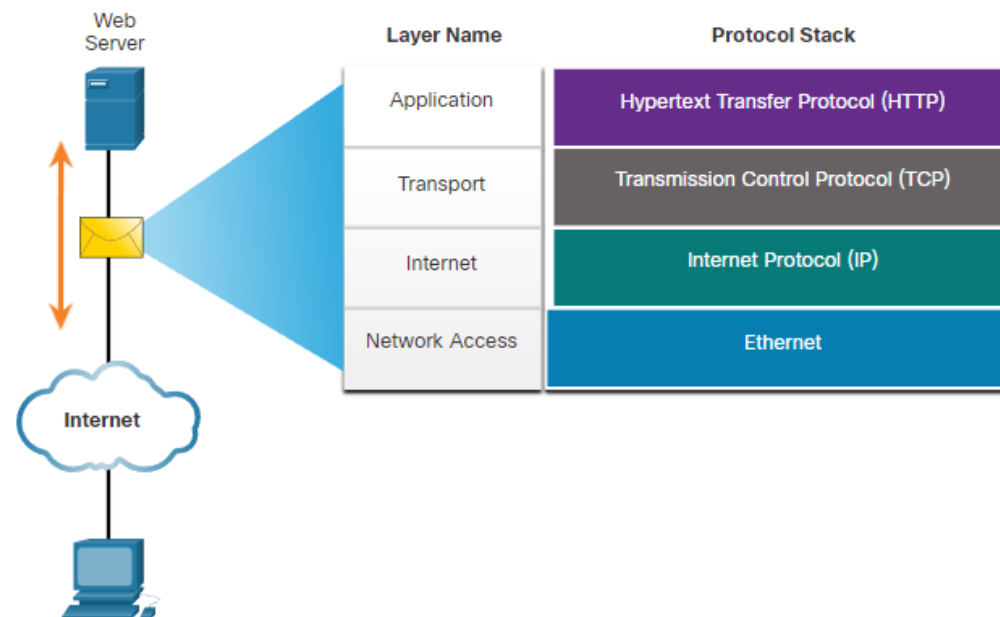 Web
Server
Layer Name
Protocol Stack
Application
Hypertext Transfer Protocol (HTTP)
Transport
Transmission Control Protocol (TCP)
Internet
Internet Protocol (IP)
Network Access
Ethernet
Internet